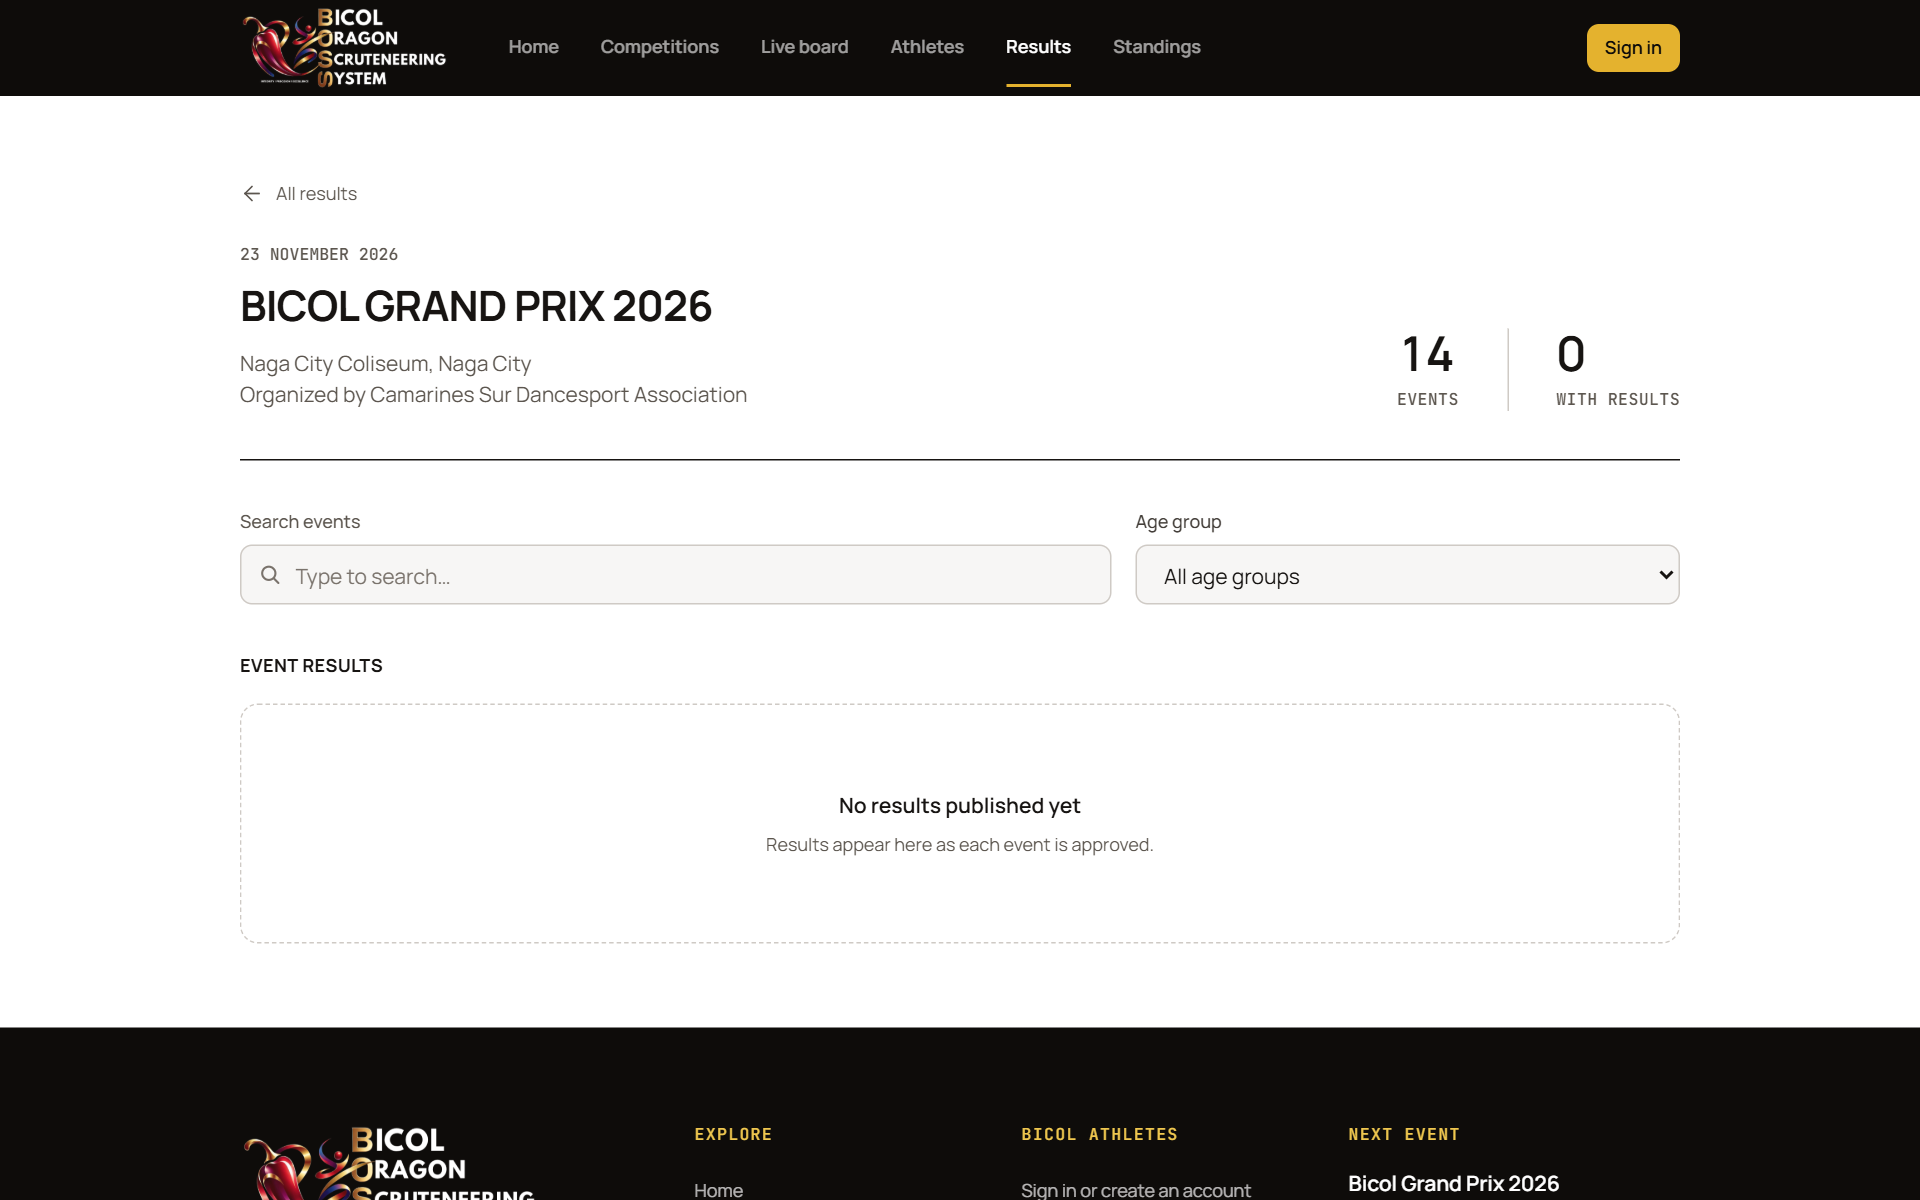 BICOL
ORAGON
SCRUTENEERING
SYSTEM
Home
Competitions
Live board
Athletes
Results
Standings
Sign in
All results
23 NOVEMBER 2026
BICOL GRAND PRIX 2026
Naga City Coliseum, Naga City
Organized by Camarines Sur Dancesport Association
14
EVENTS
0
WITH RESULTS
Search events
Type to search...
Age group
All age groups
EVENT RESULTS
No results published yet
Results appear here as each event is approved.
BICOL
ORAGON
SCRUTENEERING
EXPLORE
Home
BICOL ATHLETES
Sign in or create an account
NEXT EVENT
Bicol Grand Prix 2026